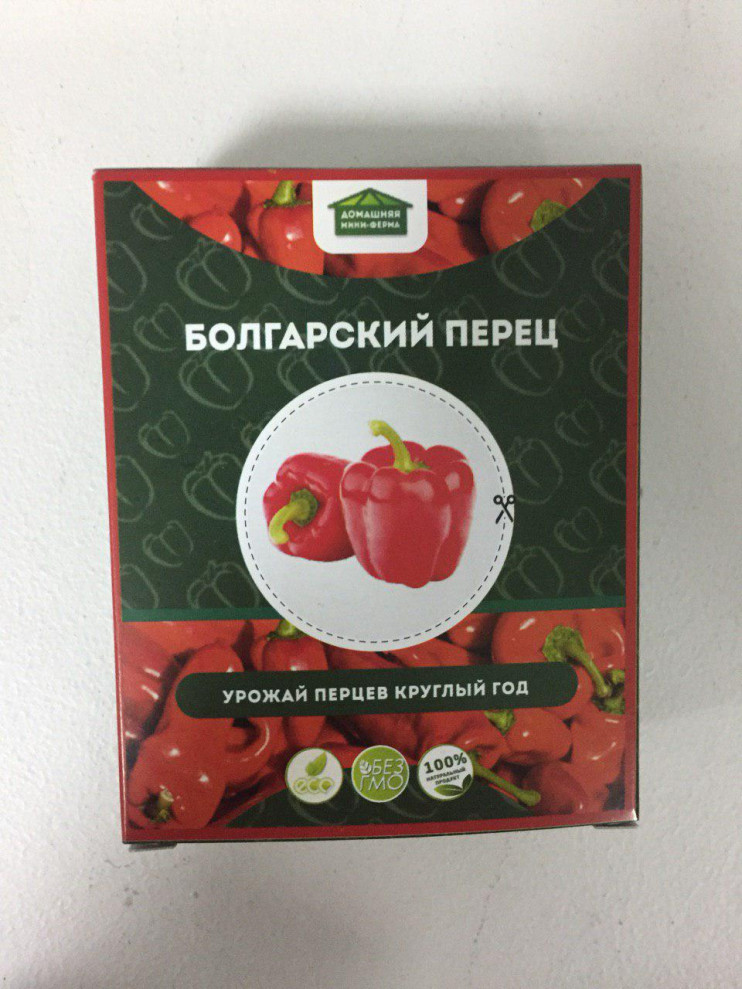 ДОМАШНЯЯ
МИНИ-ФЕРМА
БОЛГАРСКИЙ ПЕРЕЦ
УРОЖАЙ ПЕРЦЕВ КРУГЛЫЙ ГОД
eco
БЕЗ
ГМО
100%
НАТУРАЛЬНЫЙ
ПРОДУКТ